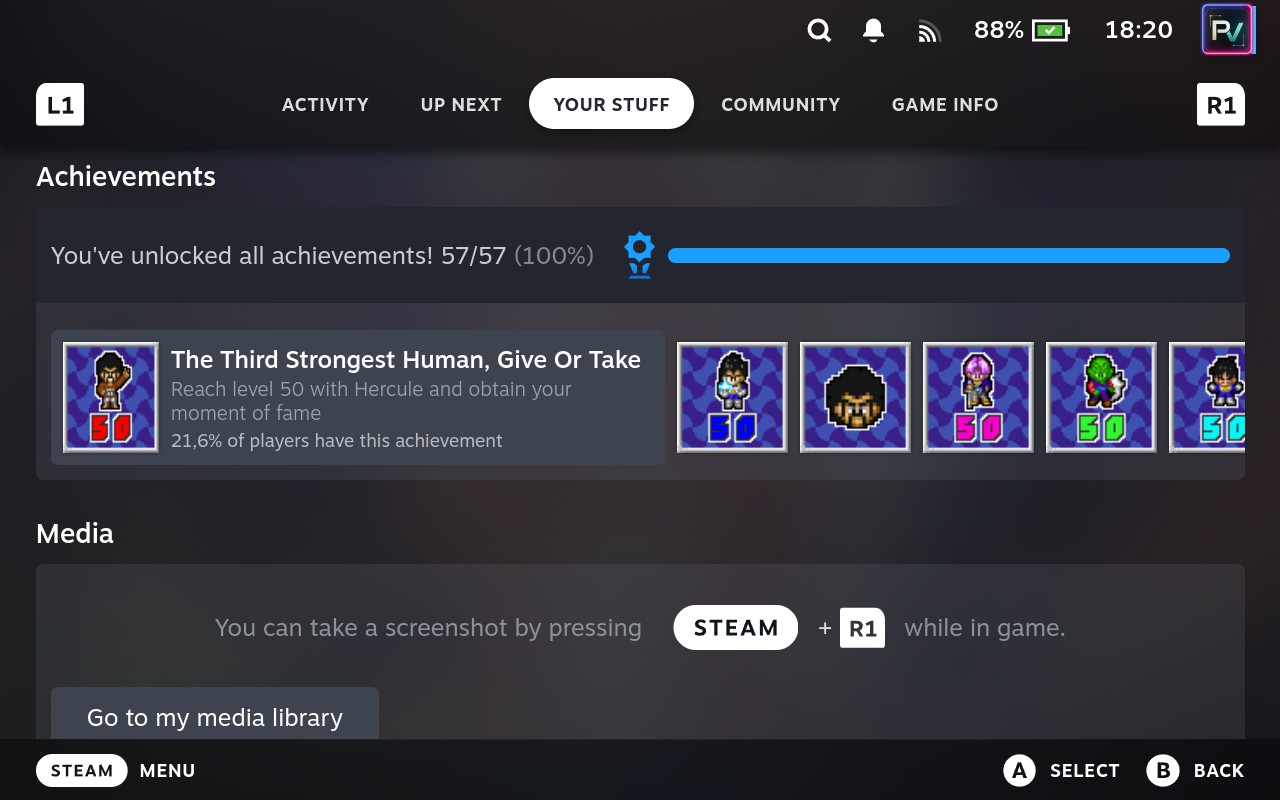 88% 18:20 PV
L1 ACTIVITY UP NEXT YOUR STUFF COMMUNITY GAME INFO R1
Achievements
You've unlocked all achievements! 57/57 (100%)
The Third Strongest Human, Give Or Take
Reach level 50 with Hercule and obtain your
moment of fame
21,6% of players have this achievement
50 50 50 50 50
Media
You can take a screenshot by pressing STEAM + R1 while in game.
Go to my media library
STEAM MENU A SELECT B BACK